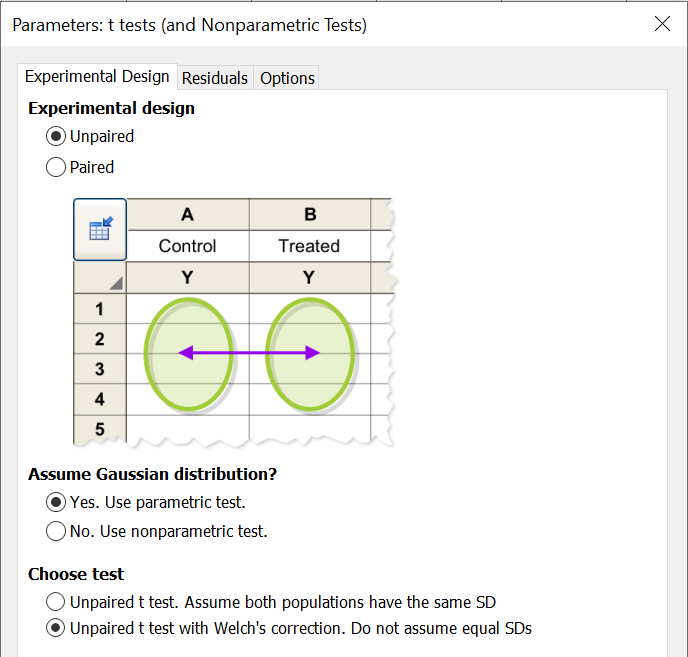 Parameters: t tests (and Nonparametric Tests)
Experimental Design Residuals Options
Experimental design
Unpaired
Paired
A B
Control Treated
Y Y
1
2
3
4
5
Assume Gaussian distribution?
Yes. Use parametric test.
No. Use nonparametric test.
Choose test
Unpaired t test. Assume both populations have the same SD
Unpaired t test with Welch's correction. Do not assume equal SDs